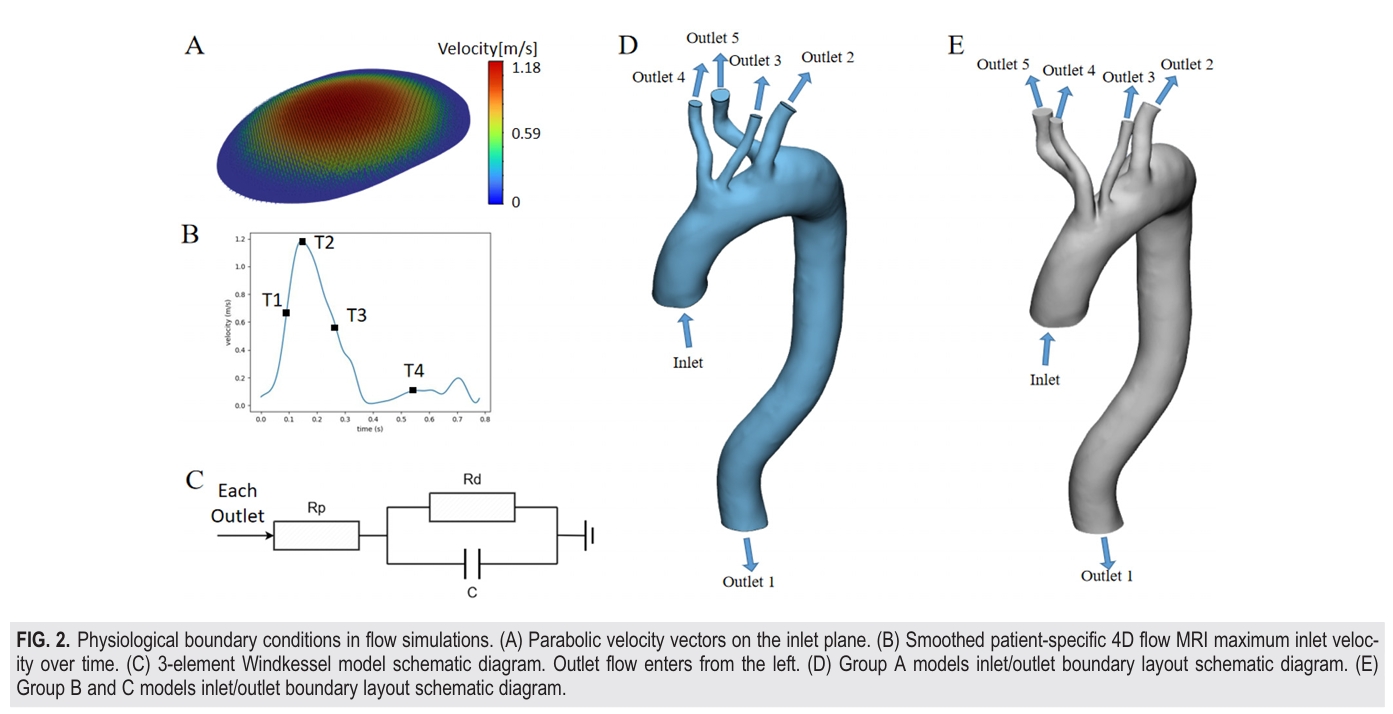 A
Velocity[m/s]
1.18
0.59
0
B
1.2
1.0
0.8
0.6
0.4
0.2
0.0
velocity (m/s)
T1
T2
T3
T4
0.0 0.1 0.2 0.3 0.4 0.5 0.6 0.7 0.8
time (s)
C
Each
Outlet
Rp
Rd
C
D
Outlet 5
Outlet 4
Outlet 3
Outlet 2
Inlet
Outlet 1
E
Outlet 5
Outlet 4
Outlet 3
Outlet 2
Inlet
Outlet 1
FIG. 2. Physiological boundary conditions in flow simulations. (A) Parabolic velocity vectors on the inlet plane. (B) Smoothed patient-specific 4D flow MRI maximum inlet veloc-
ity over time. (C) 3-element Windkessel model schematic diagram. Outlet flow enters from the left. (D) Group A models inlet/outlet boundary layout schematic diagram. (E)
Group B and C models inlet/outlet boundary layout schematic diagram.